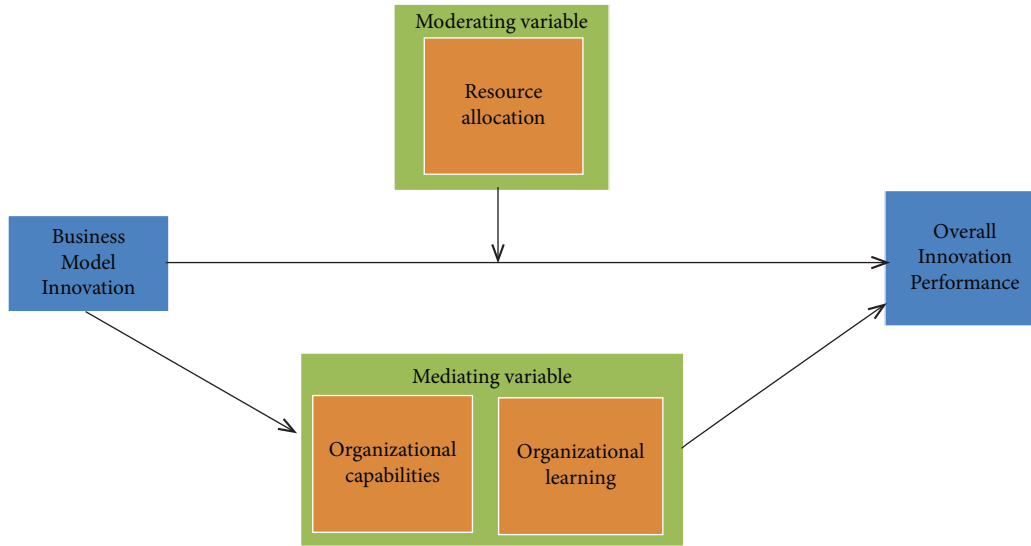 Moderating variable
Resource
allocation
Business
Model
Innovation
Overall
Innovation
Performance
Mediating variable
Organizational
capabilities
Organizational
learning